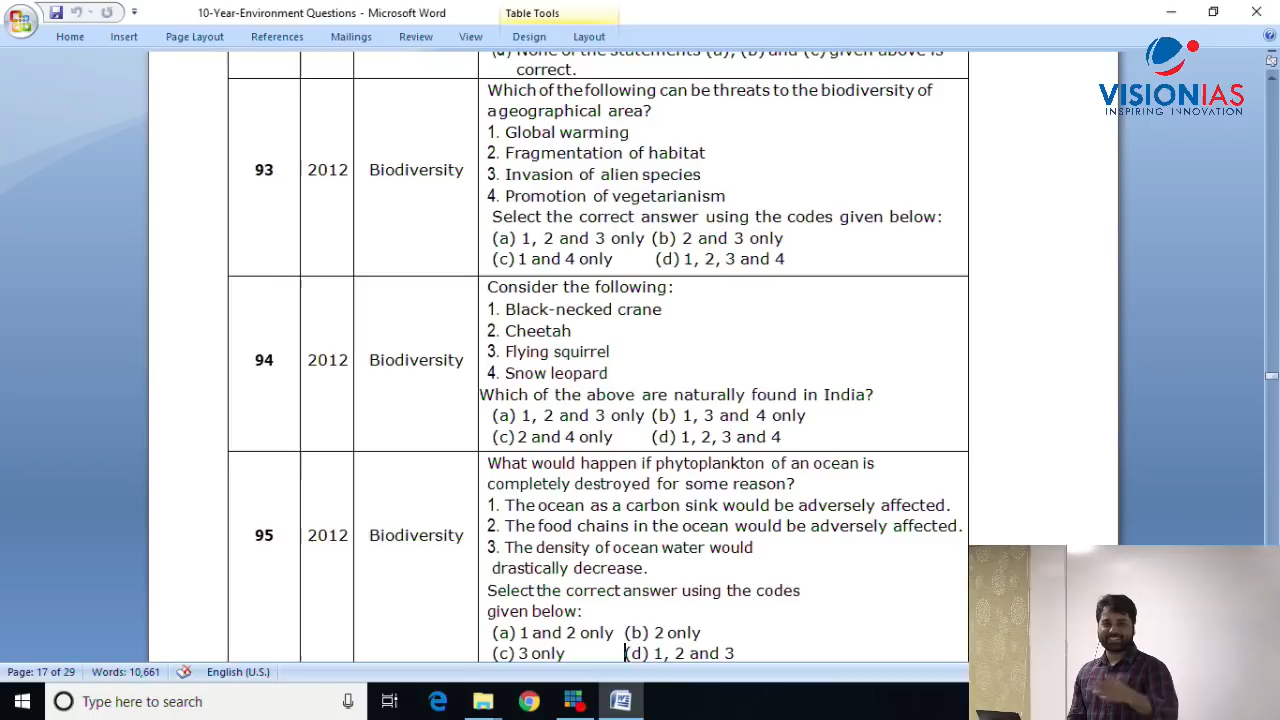 10-Year-Environment Questions - Microsoft Word
Table Tools
Home Insert Page Layout References Mailings Review View Design Layout
VISIONIAS
INSPIRING INNOVATION
(d) None of the statements (a), (b) and (c) given above is
correct.
93 2012 Biodiversity
Which of the following can be threats to the biodiversity of
a geographical area?
1. Global warming
2. Fragmentation of habitat
3. Invasion of alien species
4. Promotion of vegetarianism
Select the correct answer using the codes given below:
(a) 1, 2 and 3 only (b) 2 and 3 only
(c) 1 and 4 only (d) 1, 2, 3 and 4
94 2012 Biodiversity
Consider the following:
1. Black-necked crane
2. Cheetah
3. Flying squirrel
4. Snow leopard
Which of the above are naturally found in India?
(a) 1, 2 and 3 only (b) 1, 3 and 4 only
(c) 2 and 4 only (d) 1, 2, 3 and 4
95 2012 Biodiversity
What would happen if phytoplankton of an ocean is
completely destroyed for some reason?
1. The ocean as a carbon sink would be adversely affected.
2. The food chains in the ocean would be adversely affected.
3. The density of ocean water would
drastically decrease.
Select the correct answer using the codes
given below:
(a) 1 and 2 only (b) 2 only
(c) 3 only (d) 1, 2 and 3
Page: 17 of 29 Words: 10,661 English (U.S.)
Type here to search